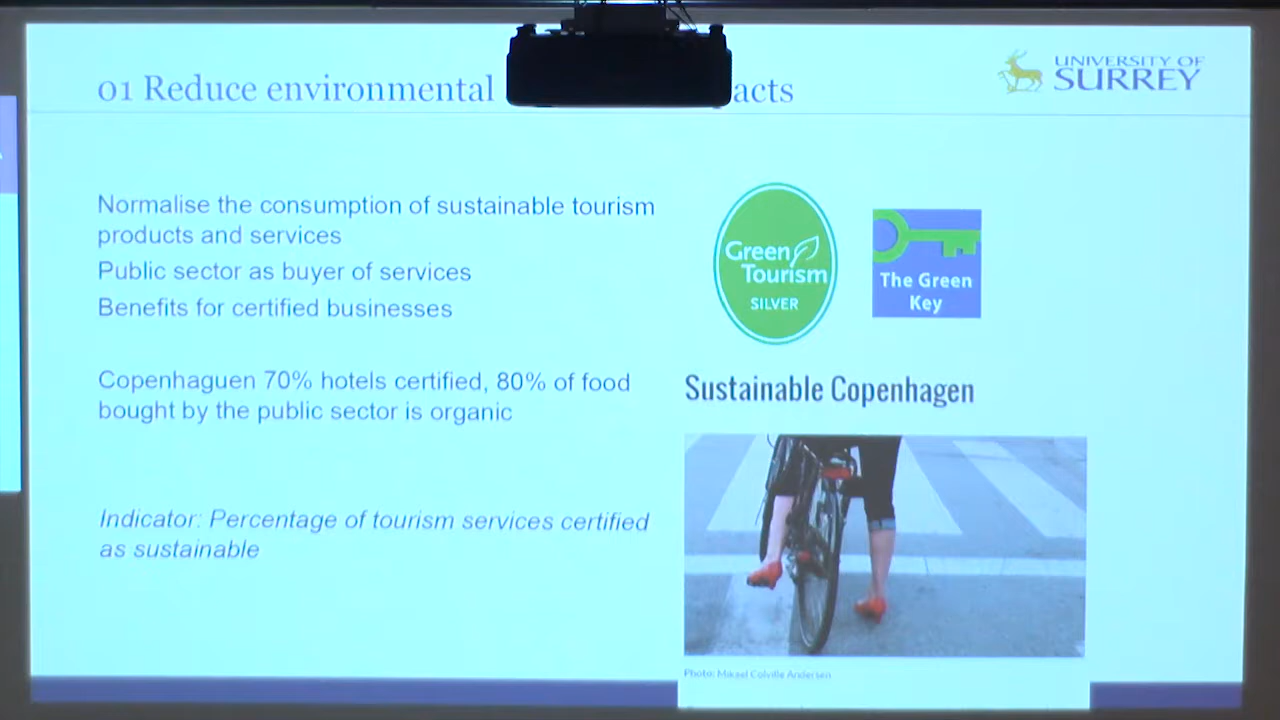 01 Reduce environmental
UNIVERSITY OF
SURREY
Normalise the consumption of sustainable tourism
products and services
Public sector as buyer of services
Benefits for certified businesses
Copenhaguen 70% hotels certified, 80% of food
bought by the public sector is organic
Indicator: Percentage of tourism services certified
as sustainable
Green
Tourism
SILVER
The Green
Key
Sustainable Copenhagen
Photo: Mikael Colville Andersen